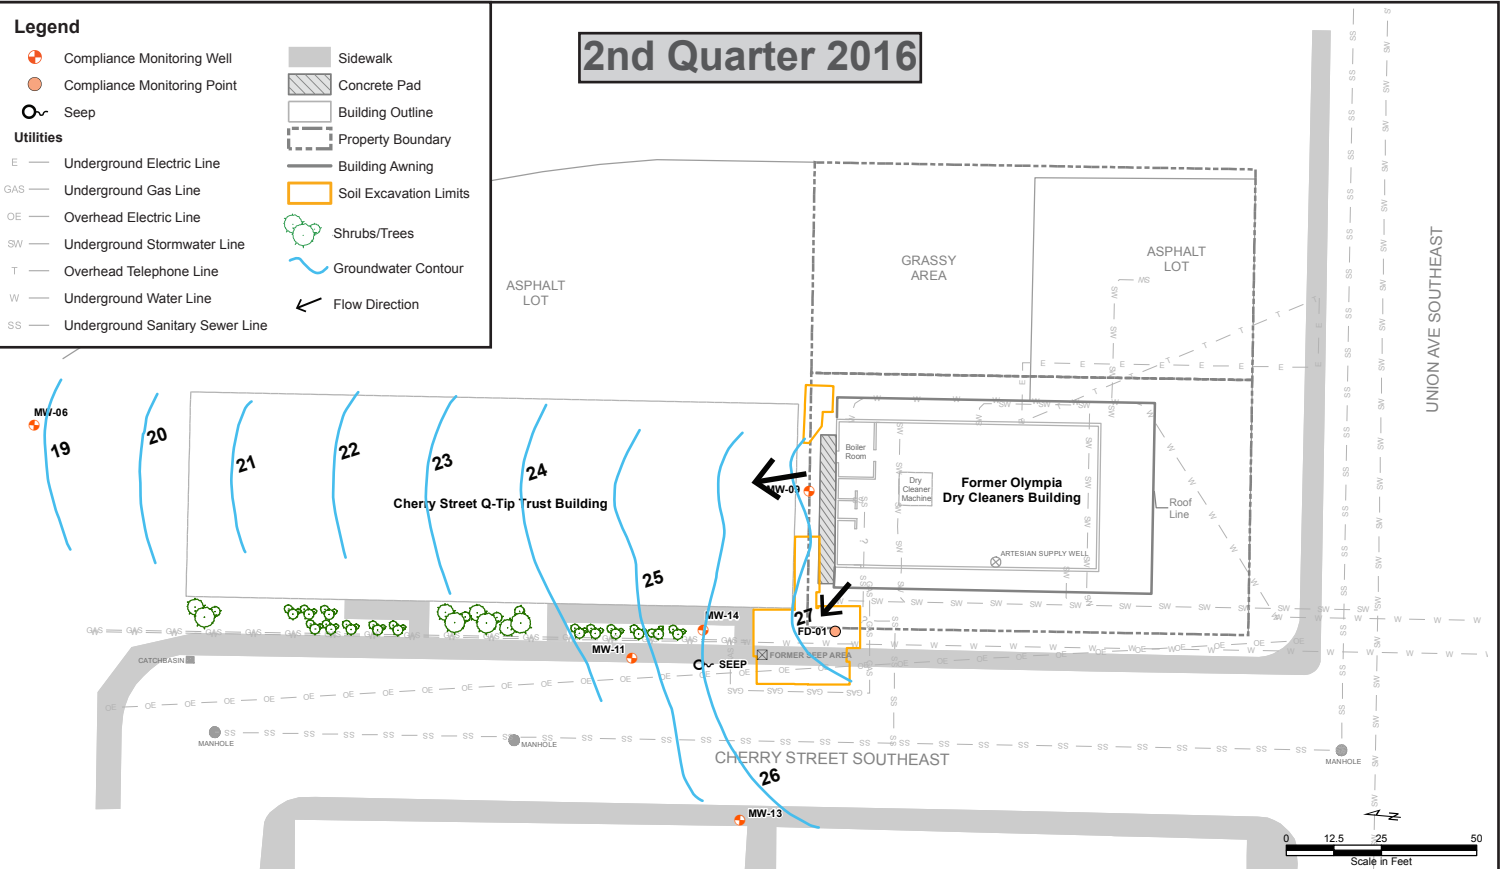 Legend
Compliance Monitoring Well
Compliance Monitoring Point
Seep
Utilities
E Underground Electric Line
GAS Underground Gas Line
OE Overhead Electric Line
SW Underground Stormwater Line
T Overhead Telephone Line
W Underground Water Line
SS Underground Sanitary Sewer Line
Sidewalk
Concrete Pad
Building Outline
Property Boundary
Building Awning
Soil Excavation Limits
Shrubs/Trees
Groundwater Contour
Flow Direction
2nd Quarter 2016
ASPHALT
LOT
GRASSY
AREA
ASPHALT
LOT
UNION AVE SOUTHEAST
MW-06
19
20
21
22
23
24
25
26
27
Cherry Street Q-Tip Trust Building
MW-09
Boiler
Room
Dry
Cleaner
Machine
Former Olympia
Dry Cleaners Building
Roof
Line
ARTESIAN SUPPLY WELL
MW-14
FD-01
MW-11
SEEP
FORMER SEEP AREA
CATCHBASIN
MANHOLE
MANHOLE
MANHOLE
CHERRY STREET SOUTHEAST
MW-13
N
0 12.5 25 50
Scale in Feet